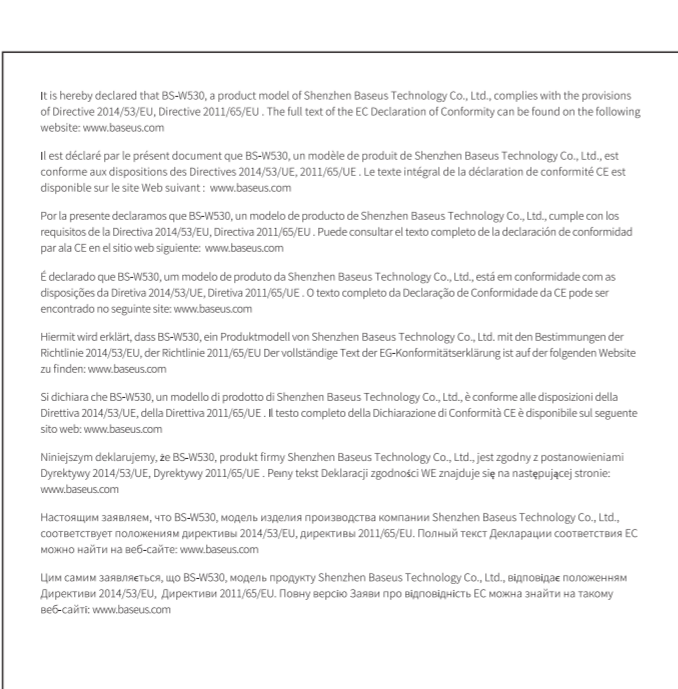 It is hereby declared that BS-W530, a product model of Shenzhen Baseus Technology Co., Ltd., complies with the provisions
of Directive 2014/53/EU, Directive 2011/65/EU . The full text of the EC Declaration of Conformity can be found on the following
website: www.baseus.com
Il est déclaré par le présent document que BS-W530, un modèle de produit de Shenzhen Baseus Technology Co., Ltd., est
conforme aux dispositions des Directives 2014/53/UE, 2011/65/UE . Le texte intégral de la déclaration de conformité CE est
disponible sur le site Web suivant : www.baseus.com
Por la presente declaramos que BS-W530, un modelo de producto de Shenzhen Baseus Technology Co., Ltd., cumple con los
requisitos de la Directiva 2014/53/EU, Directiva 2011/65/EU . Puede consultar el texto completo de la declaración de conformidad
par ala CE en el sitio web siguiente: www.baseus.com
É declarado que BS-W530, um modelo de produto da Shenzhen Baseus Technology Co., Ltd., está em conformidade com as
disposições da Diretiva 2014/53/UE, Diretiva 2011/65/UE . O texto completo da Declaração de Conformidade da CE pode ser
encontrado no seguinte site: www.baseus.com
Hiermit wird erklärt, dass BS-W530, ein Produktmodell von Shenzhen Baseus Technology Co., Ltd. mit den Bestimmungen der
Richtlinie 2014/53/EU, der Richtlinie 2011/65/EU Der vollständige Text der EG-Konformitätserklärung ist auf der folgenden Website
zu finden: www.baseus.com
Si dichiara che BS-W530, un modello di prodotto di Shenzhen Baseus Technology Co., Ltd., è conforme alle disposizioni della
Direttiva 2014/53/UE, della Direttiva 2011/65/UE . Il testo completo della Dichiarazione di Conformità CE è disponibile sul seguente
sito web: www.baseus.com
Niniejszym deklarujemy, że BS-W530, produkt firmy Shenzhen Baseus Technology Co., Ltd., jest zgodny z postanowieniami
Dyrektywy 2014/53/UE, Dyrektywy 2011/65/UE . Pełny tekst Deklaracji zgodności WE znajduje się na następującej stronie:
www.baseus.com
Настоящим заявляем, что BS-W530, модель изделия производства компании Shenzhen Baseus Technology Co., Ltd.,
соответствует положениям директивы 2014/53/EU, директивы 2011/65/EU. Полный текст Декларации соответствия EC
можно найти на веб-сайте: www.baseus.com
Цим самим заявляється, що BS-W530, модель продукту Shenzhen Baseus Technology Co., Ltd., відповідає положенням
Директиви 2014/53/EU, Директиви 2011/65/EU. Повну версію Заяви про відповідність ЕС можна знайти на такому
веб-сайті: www.baseus.com